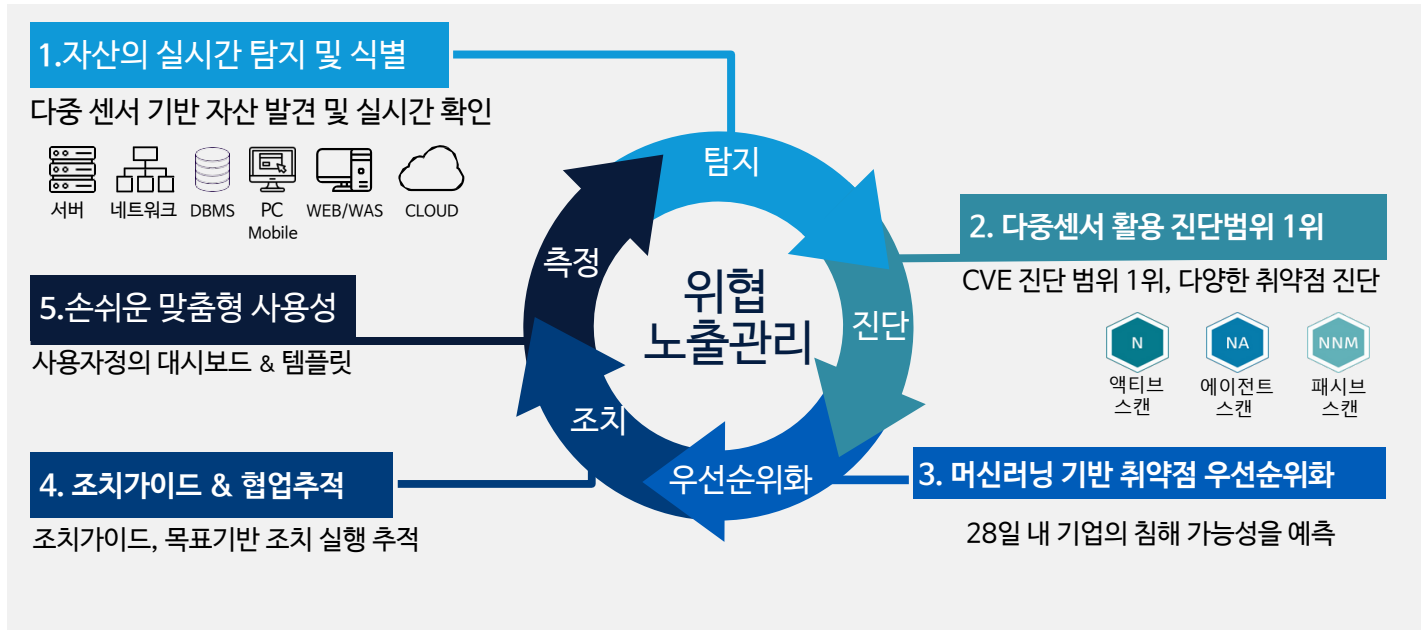 1.자산의 실시간 탐지 및 식별
다중 센서 기반 자산 발견 및 실시간 확인
서버
네트워크
DBMS
PC
Mobile
WEB/WAS
CLOUD
탐지
진단
우선순위화
조치
측정
위협
노출관리
2. 다중센서 활용 진단범위 1위
CVE 진단 범위 1위, 다양한 취약점 진단
N
NA
NNM
액티브
스캔
에이전트
스캔
패시브
스캔
3. 머신러닝 기반 취약점 우선순위화
28일 내 기업의 침해 가능성을 예측
4. 조치가이드 & 협업추적
조치가이드, 목표기반 조치 실행 추적
5.손쉬운 맞춤형 사용성
사용자정의 대시보드 & 템플릿